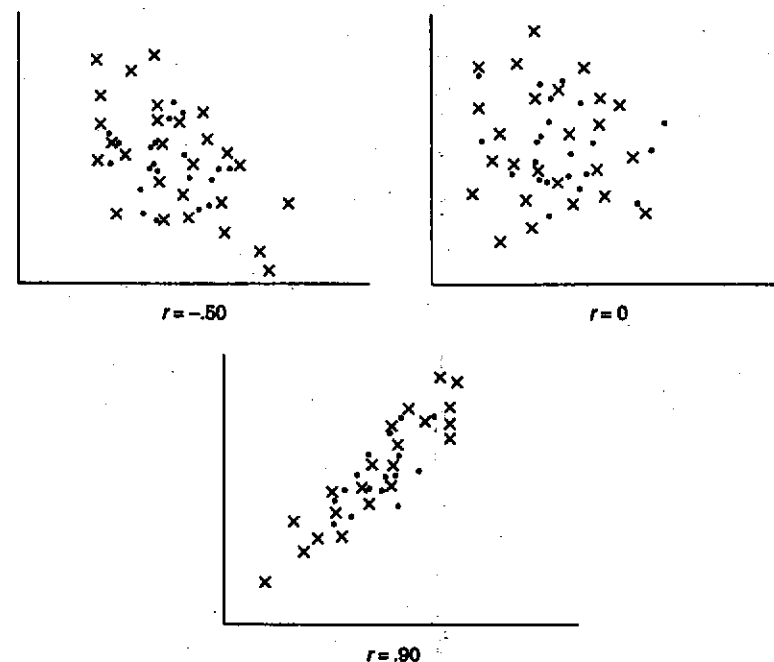 r = –.50
r = 0
r = .90